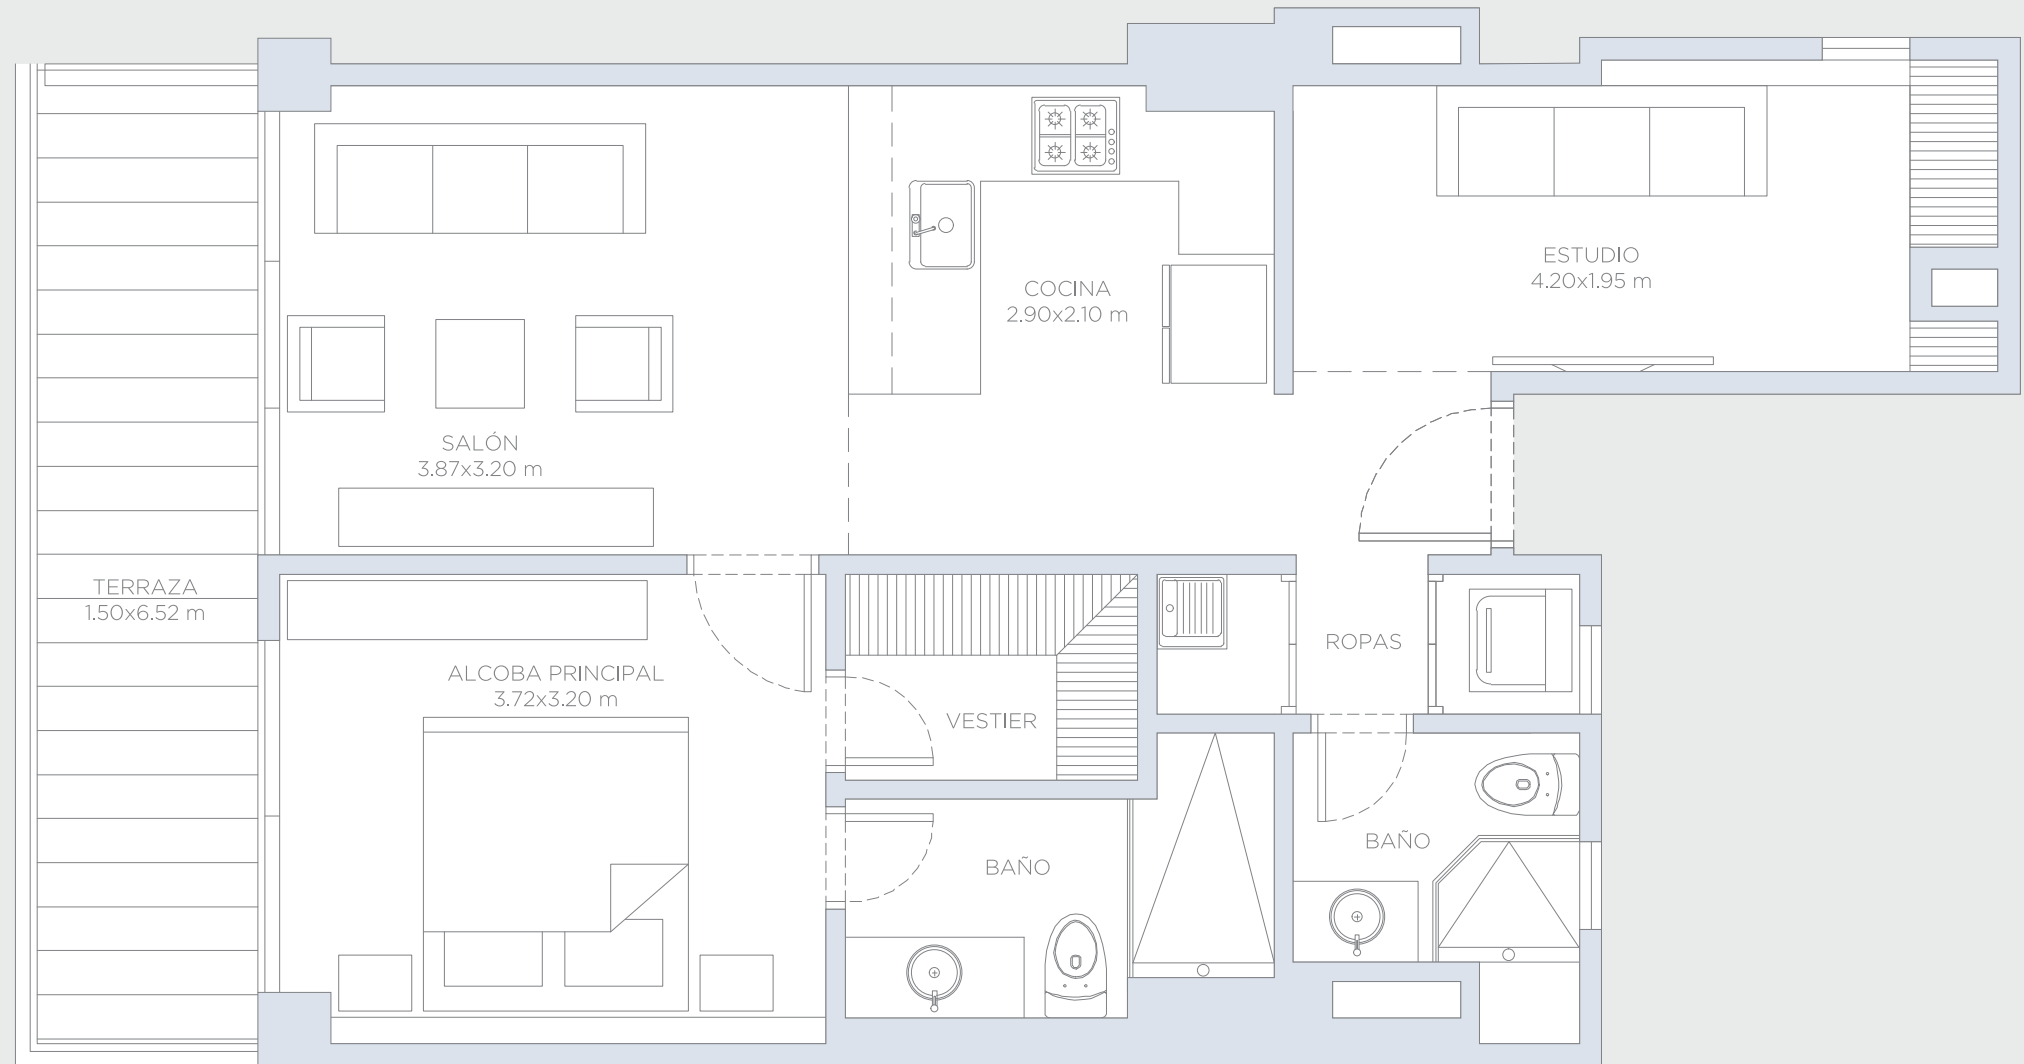 ESTUDIO
4.20x1.95 m
COCINA
2.90x2.10 m
SALÓN
3.87x3.20 m
TERRAZA
1.50x6.52 m
ROPAS
ALCOBA PRINCIPAL
3.72x3.20 m
VESTIER
BAÑO
BAÑO